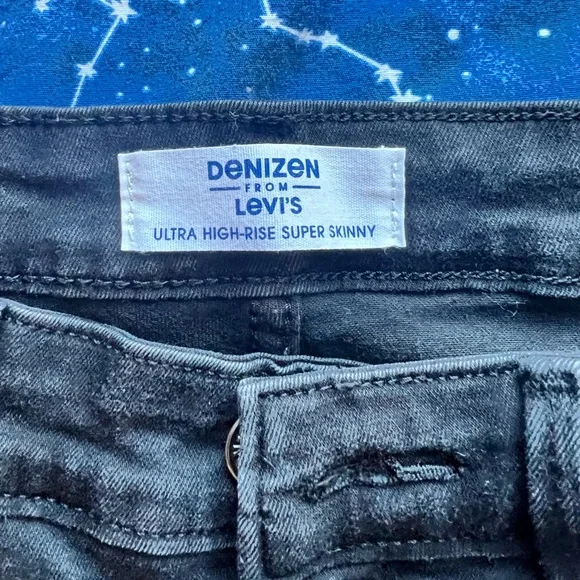 DENIZEN
FROM
LEVI'S
ULTRA HIGH-RISE SUPER SKINNY